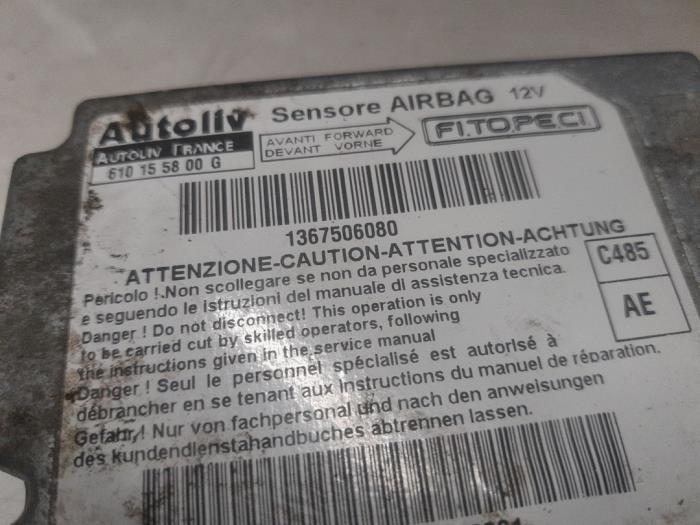 Autoliv Sensore AIRBAG 12V
AUTOLIV FRANCE
AVANTI FORWARD
DEVANT VORNE
FI.TO.PE.CI
610 15 58 00 G
1367506080
ATTENZIONE-CAUTION-ATTENTION-ACHTUNG
Pericolo !.Non scollegare se non da personale specializzato
e seguendo le istruzioni del manuale di assistenza tecnica.
Danger ! Do not disconnect! This operation is only
to be carried cut by skilled operators, following
the instructions given in the service manual
Danger ! Seul le personnel spécialisé est autorisé à
débrancher en se tenant aux instructions du manuel de réparation.
Gefahr,! Nur von fachpersonal und nach den anweisungen
des kundendienstahandbuches abtrennen lassen.
C485
AE